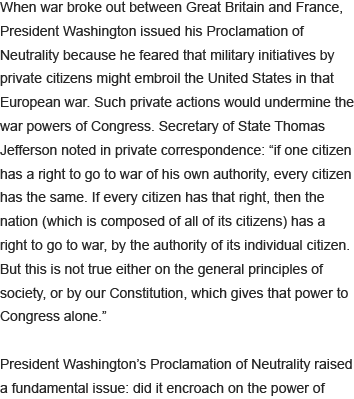 When war broke out between Great Britain and France,
President Washington issued his Proclamation of
Neutrality because he feared that military initiatives by
private citizens might embroil the United States in that
European war. Such private actions would undermine the
war powers of Congress. Secretary of State Thomas
Jefferson noted in private correspondence: “if one citizen
has a right to go to war of his own authority, every citizen
has the same. If every citizen has that right, then the
nation (which is composed of all of its citizens) has a
right to go to war, by the authority of its individual citizen.
But this is not true either on the general principles of
society, or by our Constitution, which gives that power to
Congress alone.”
President Washington’s Proclamation of Neutrality raised
a fundamental issue: did it encroach on the power of